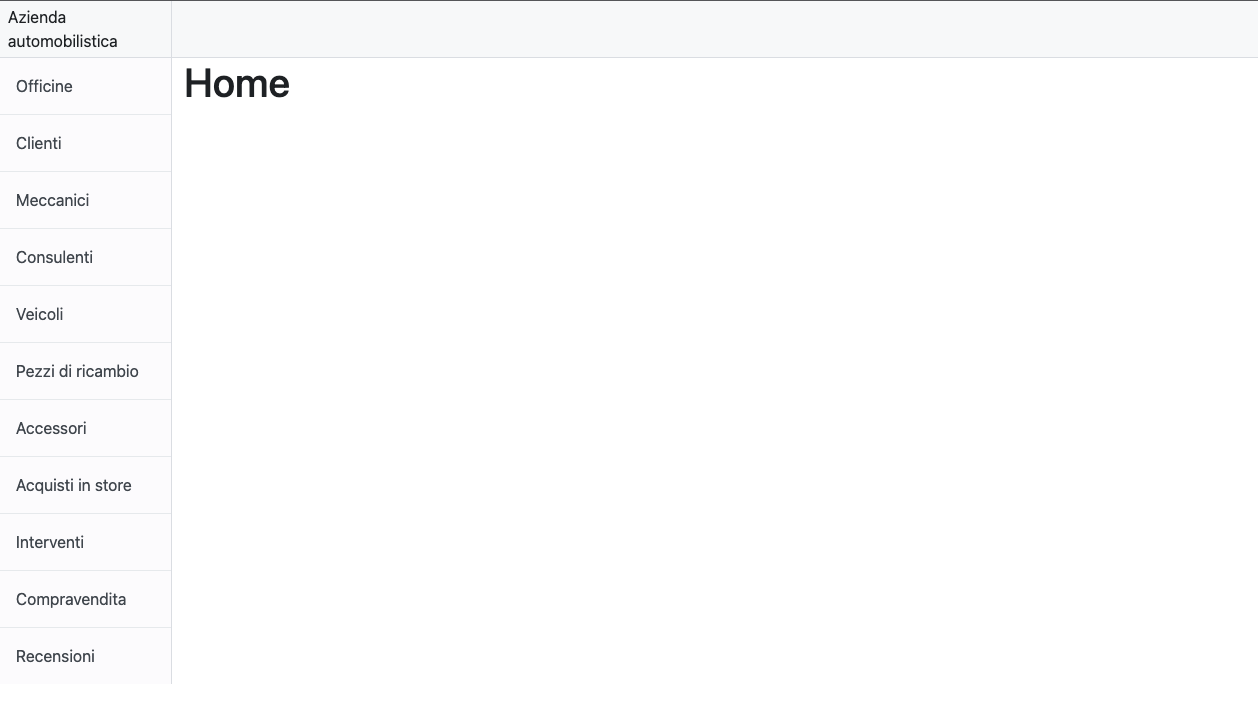 Azienda
automobilistica
Home
Officine
Clienti
Meccanici
Consulenti
Veicoli
Pezzi di ricambio
Accessori
Acquisti in store
Interventi
Compravendita
Recensioni